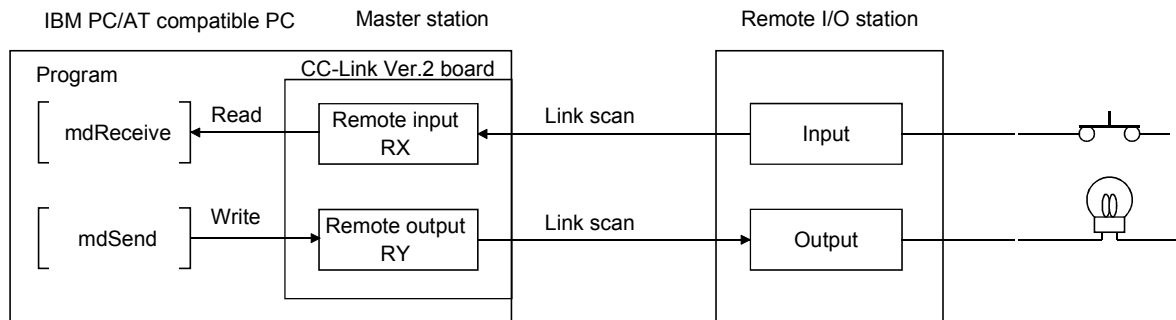 IBM PC/AT compatible PC
Master station
Remote I/O station
Program
CC-Link Ver.2 board
mdReceive
Read
Remote input
RX
Link scan
Input
mdSend
Write
Remote output
RY
Link scan
Output